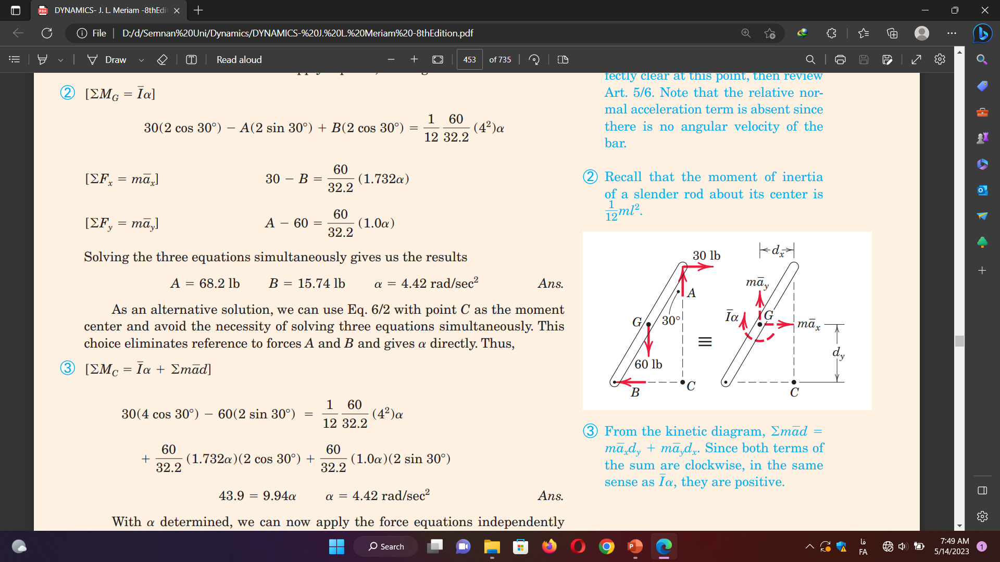 DYNAMICS- J. L. Meriam -8thEdi
File D:/d/Semnan%20Uni/Dynamics/DYNAMICS-%20J.%20L.%20Meriam%20-8thEdition.pdf
Draw Read aloud 453 of 735
② [ΣM_G = Īα]
30(2 cos 30°) − A(2 sin 30°) + B(2 cos 30°) = 1/12 60/32.2 (4²)α
[ΣFₓ = māₓ] 30 − B = 60/32.2 (1.732α)
[ΣF_y = mā_y] A − 60 = 60/32.2 (1.0α)
Solving the three equations simultaneously gives us the results
A = 68.2 lb B = 15.74 lb α = 4.42 rad/sec² Ans.
As an alternative solution, we can use Eq. 6/2 with point C as the moment
center and avoid the necessity of solving three equations simultaneously. This
choice eliminates reference to forces A and B and gives α directly. Thus,
③ [ΣM_C = Īα + Σmād]
30(4 cos 30°) − 60(2 sin 30°) = 1/12 60/32.2 (4²)α
+ 60/32.2 (1.732α)(2 cos 30°) + 60/32.2 (1.0α)(2 sin 30°)
43.9 = 9.94α α = 4.42 rad/sec² Ans.
With α determined, we can now apply the force equations independently
fectly clear at this point, then review
Art. 5/6. Note that the relative nor-
mal acceleration term is absent since
there is no angular velocity of the
bar.
② Recall that the moment of inertia
of a slender rod about its center is
1/12 ml².
30 lb
A
30°
G
60 lb
B
C
≡
dₓ
mā_y
Īα
G
māₓ
d_y
C
③ From the kinetic diagram, Σmād =
māₓd_y + mā_ydₓ. Since both terms of
the sum are clockwise, in the same
sense as Īα, they are positive.
Search
فا
FA
7:49 AM
5/14/2023
1